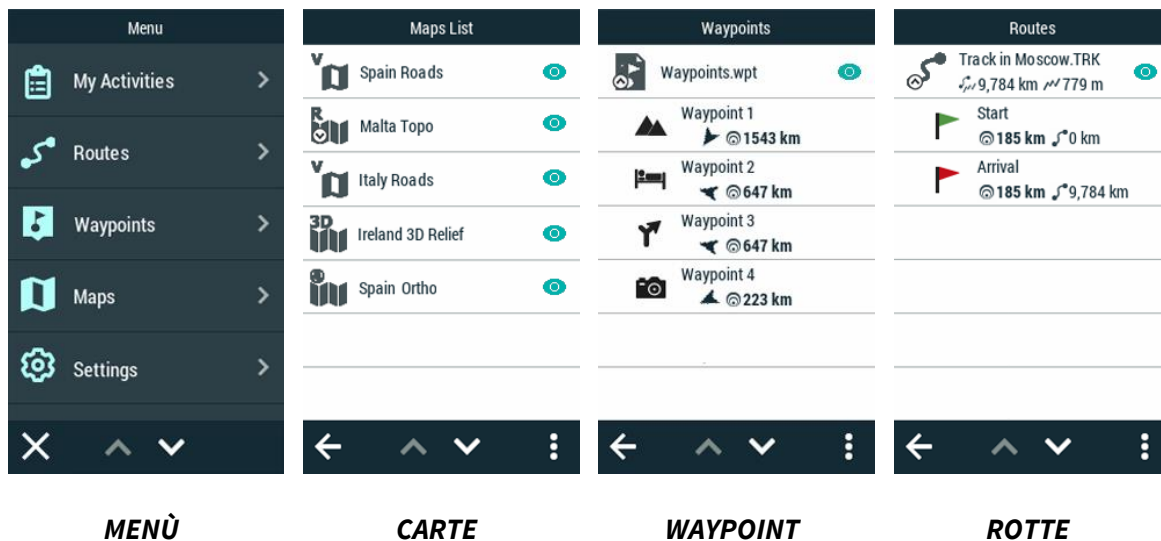 Menu
My Activities
Routes
Waypoints
Maps
Settings
Maps List
V
Spain Roads
R
Malta Topo
V
Italy Roads
3D
Ireland 3D Relief
Spain Ortho
Waypoints
Waypoints.wpt
Waypoint 1
1543 km
Waypoint 2
647 km
Waypoint 3
647 km
Waypoint 4
223 km
Routes
Track in Moscow.TRK
9,784 km 779 m
Start
185 km 0 km
Arrival
185 km 9,784 km
MENÙ
CARTE
WAYPOINT
ROTTE